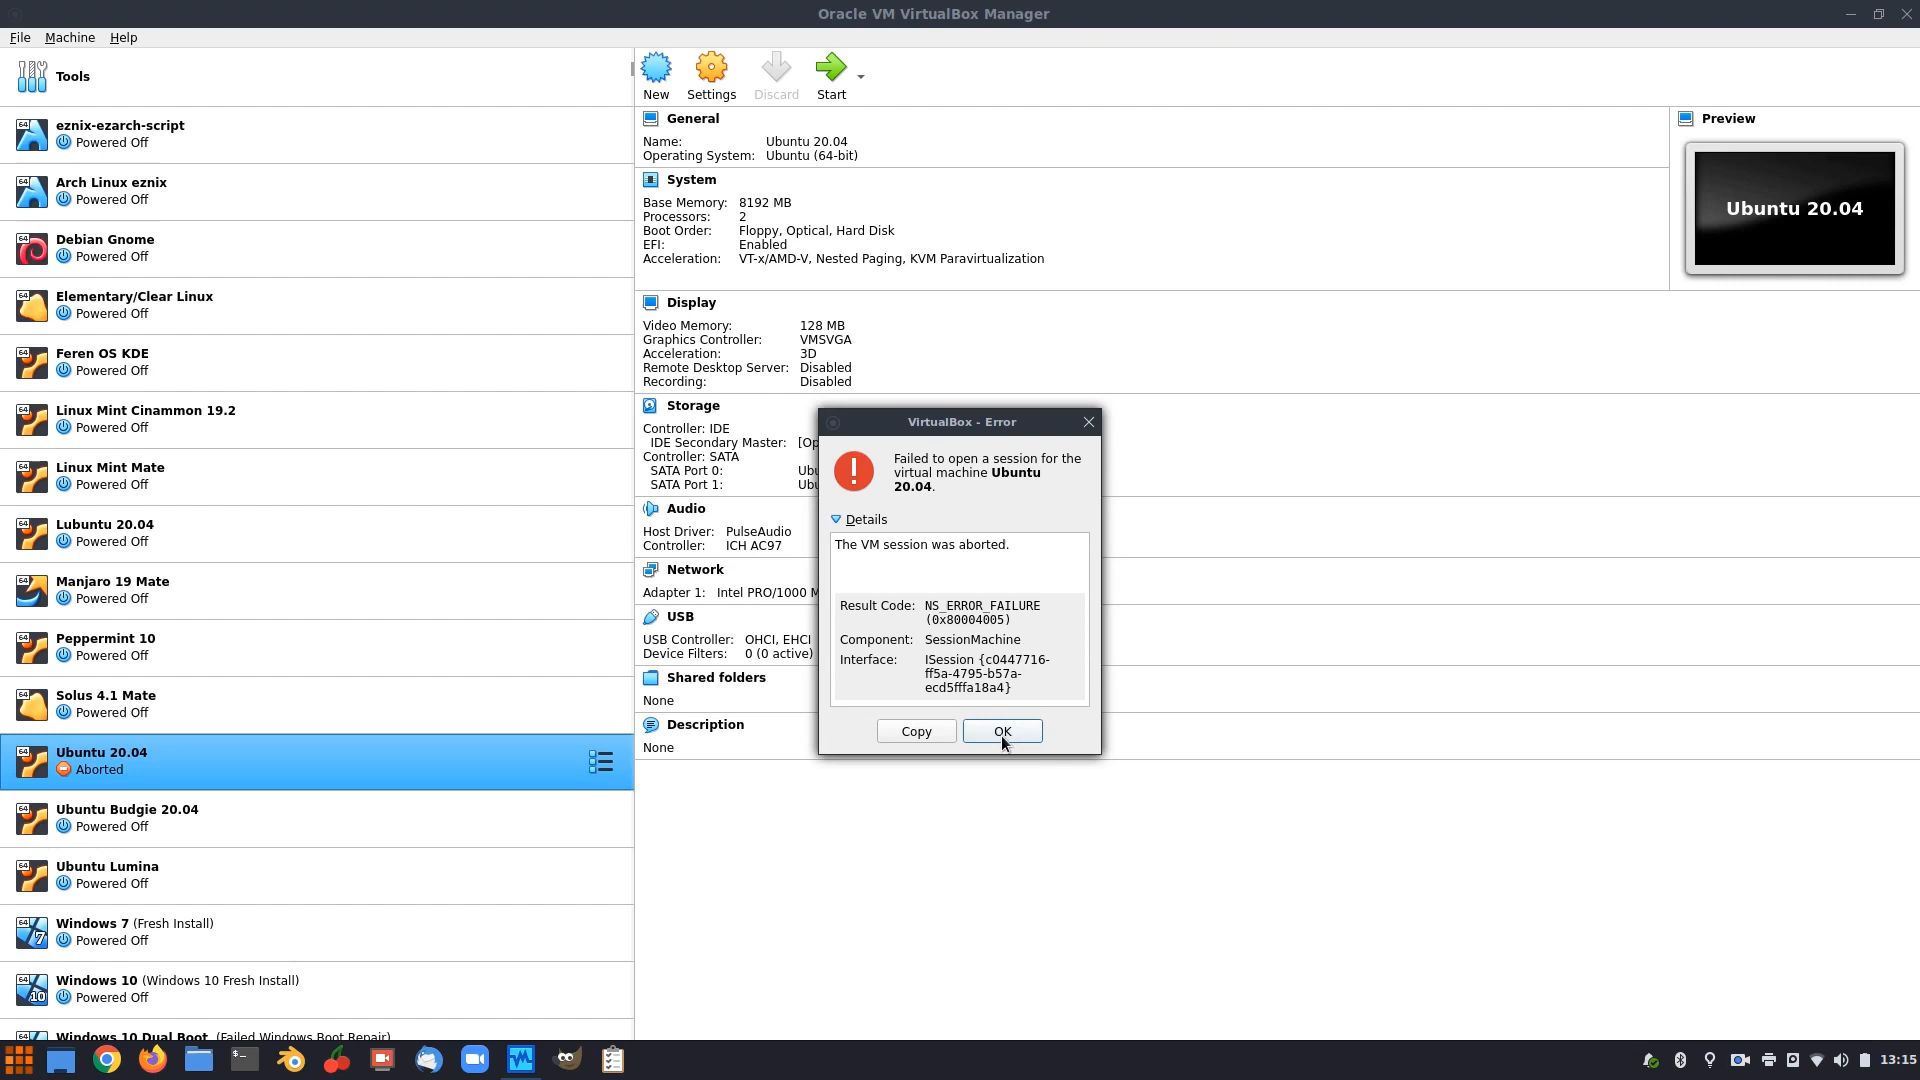 Oracle VM VirtualBox Manager
File Machine Help
Tools
New Settings Discard Start
eznix-ezarch-script
Powered Off
Arch Linux eznix
Powered Off
Debian Gnome
Powered Off
Elementary/Clear Linux
Powered Off
Feren OS KDE
Powered Off
Linux Mint Cinammon 19.2
Powered Off
Linux Mint Mate
Powered Off
Lubuntu 20.04
Powered Off
Manjaro 19 Mate
Powered Off
Peppermint 10
Powered Off
Solus 4.1 Mate
Powered Off
Ubuntu 20.04
Aborted
Ubuntu Budgie 20.04
Powered Off
Ubuntu Lumina
Powered Off
Windows 7 (Fresh Install)
Powered Off
Windows 10 (Windows 10 Fresh Install)
Powered Off
Windows 10 Dual Boot (Failed Windows Boot Repair)
General
Name: Ubuntu 20.04
Operating System: Ubuntu (64-bit)
System
Base Memory: 8192 MB
Processors: 2
Boot Order: Floppy, Optical, Hard Disk
EFI: Enabled
Acceleration: VT-x/AMD-V, Nested Paging, KVM Paravirtualization
Preview
Ubuntu 20.04
Display
Video Memory: 128 MB
Graphics Controller: VMSVGA
Acceleration: 3D
Remote Desktop Server: Disabled
Recording: Disabled
Storage
Controller: IDE
IDE Secondary Master: [Op
Controller: SATA
SATA Port 0: Ubu
SATA Port 1: Ubu
Audio
Host Driver: PulseAudio
Controller: ICH AC97
Network
Adapter 1: Intel PRO/1000 M
USB
USB Controller: OHCI, EHCI
Device Filters: 0 (0 active)
Shared folders
None
Description
None
VirtualBox - Error
Failed to open a session for the
virtual machine Ubuntu
20.04.
Details
The VM session was aborted.
Result Code: NS_ERROR_FAILURE
(0x80004005)
Component: SessionMachine
Interface: ISession {c0447716-
ff5a-4795-b57a-
ecd5fffa18a4}
Copy OK
13:15